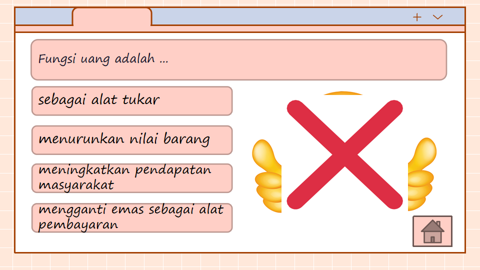 Fungsi uang adalah ...
sebagai alat tukar
menurunkan nilai barang
meningkatkan pendapatan
masyarakat
mengganti emas sebagai alat
pembayaran